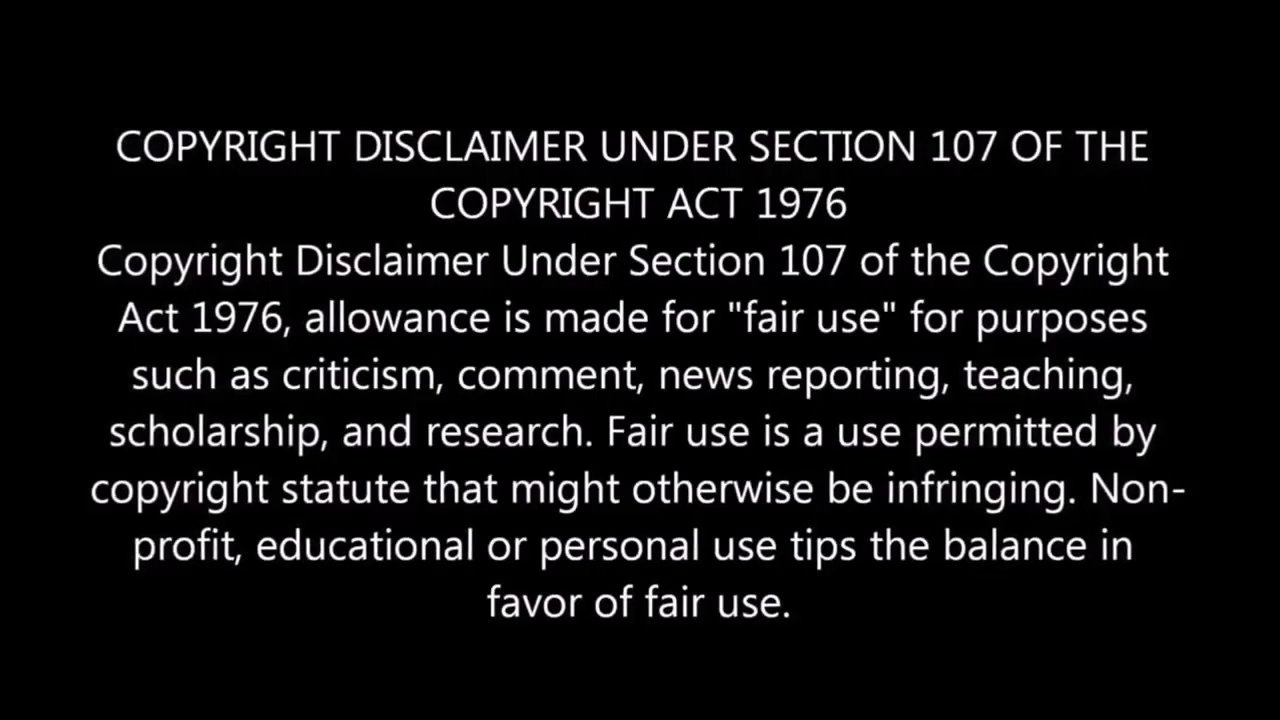 COPYRIGHT DISCLAIMER UNDER SECTION 107 OF THE
COPYRIGHT ACT 1976
Copyright Disclaimer Under Section 107 of the Copyright
Act 1976, allowance is made for "fair use" for purposes
such as criticism, comment, news reporting, teaching,
scholarship, and research. Fair use is a use permitted by
copyright statute that might otherwise be infringing. Non-
profit, educational or personal use tips the balance in
favor of fair use.